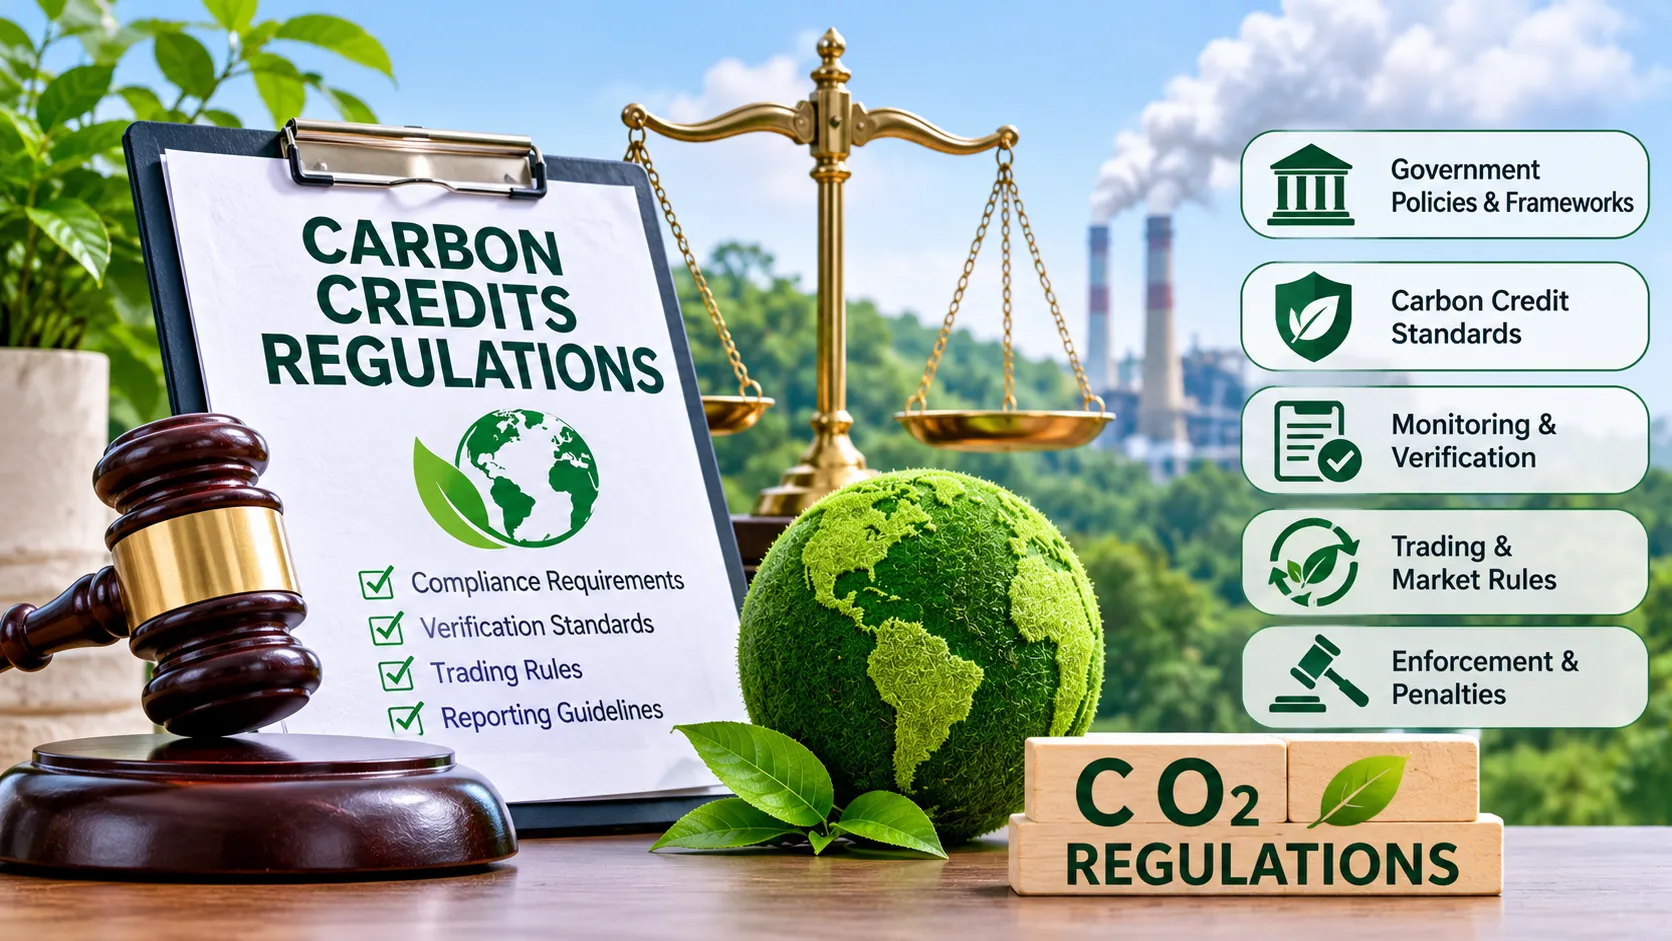 CARBON
CREDITS
REGULATIONS
Compliance Requirements
Verification Standards
Trading Rules
Reporting Guidelines
Government
Policies & Frameworks
Carbon Credit
Standards
Monitoring &
Verification
Trading &
Market Rules
Enforcement &
Penalties
CO2
REGULATIONS